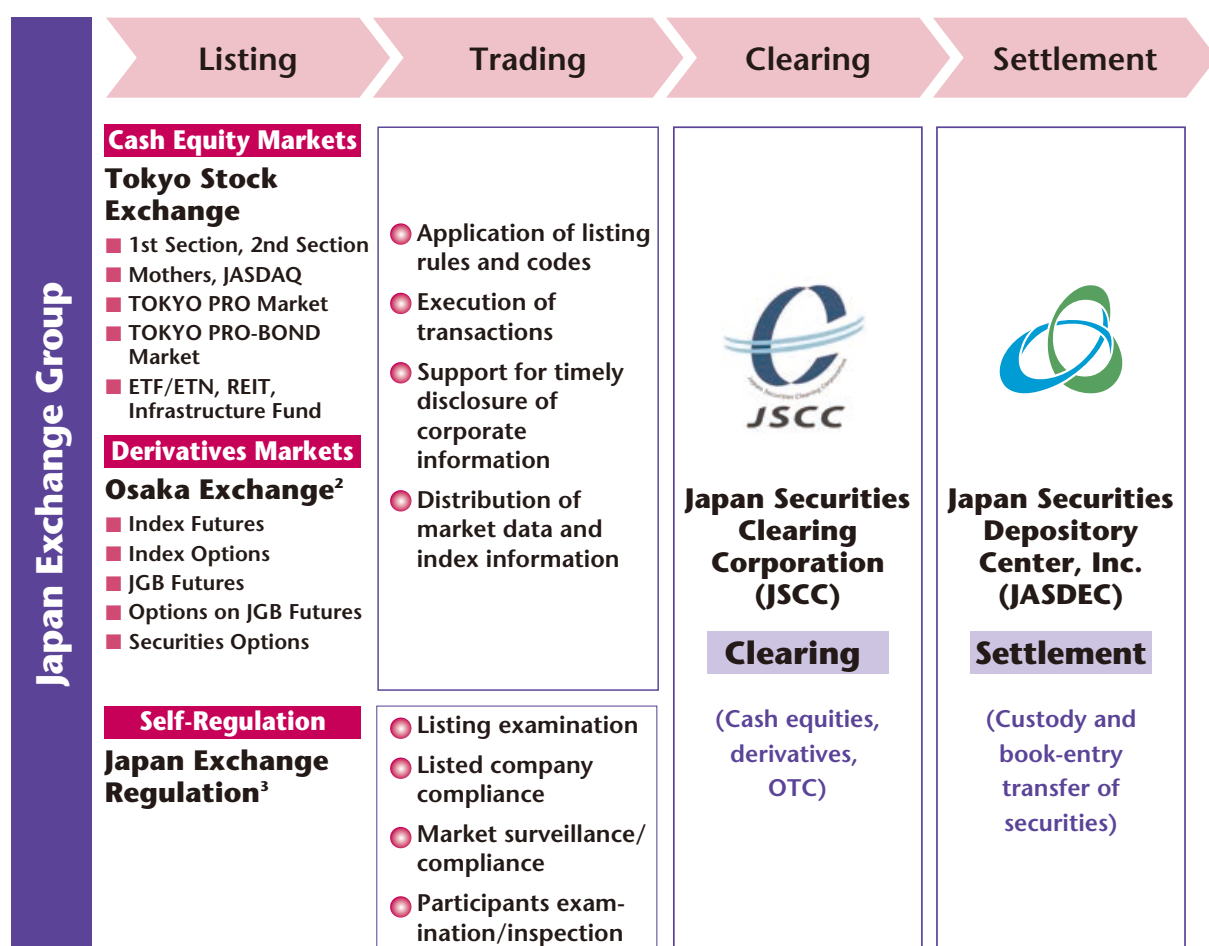 Japan Exchange Group
Listing
Trading
Clearing
Settlement
Cash Equity Markets
Tokyo Stock
Exchange
1st Section, 2nd Section
Mothers, JASDAQ
TOKYO PRO Market
TOKYO PRO-BOND
Market
ETF/ETN, REIT,
Infrastructure Fund
Derivatives Markets
Osaka Exchange²
Index Futures
Index Options
JGB Futures
Options on JGB Futures
Securities Options
Self-Regulation
Japan Exchange
Regulation³
Application of listing
rules and codes
Execution of
transactions
Support for timely
disclosure of
corporate
information
Distribution of
market data and
index information
Listing examination
Listed company
compliance
Market surveillance/
compliance
Participants exam-
ination/inspection
Japan Securities Clearing Corporation
JSCC
Japan Securities
Clearing
Corporation
(JSCC)
Clearing
(Cash equities,
derivatives,
OTC)
Japan Securities
Depository
Center, Inc.
(JASDEC)
Settlement
(Custody and
book-entry
transfer of
securities)